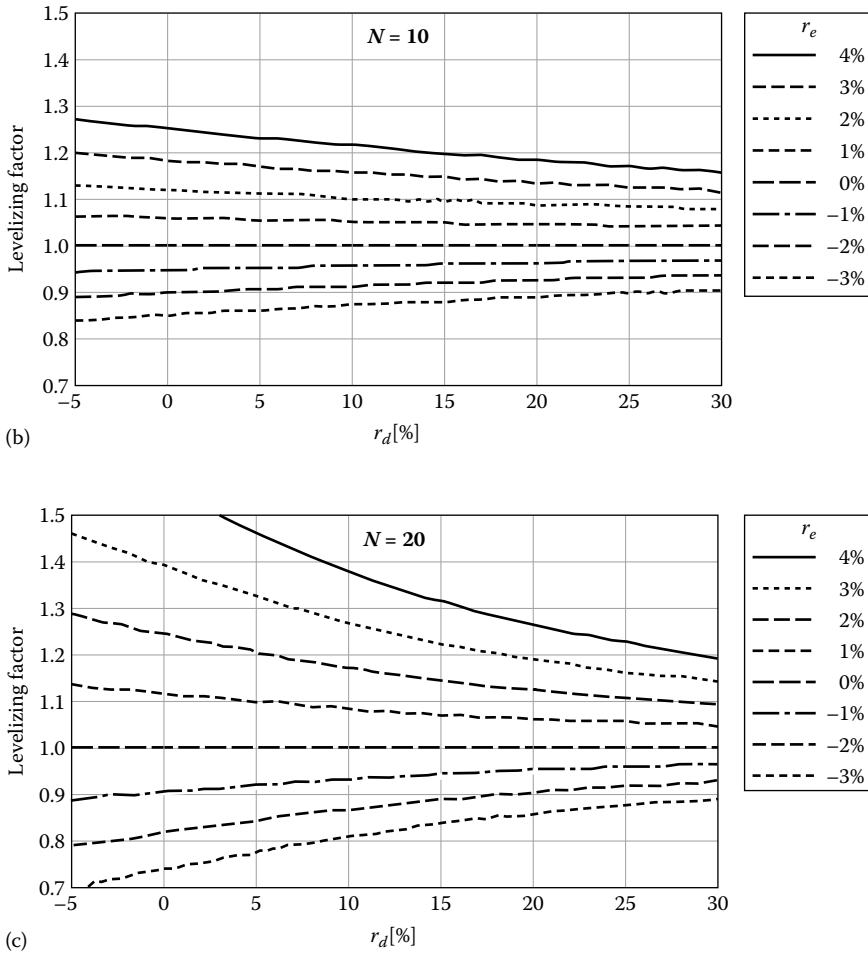 1.5
1.4
1.3
1.2
1.1
1.0
0.9
0.8
0.7
Levelizing factor
N = 10
−5 0 5 10 15 20 25 30
r_d[%]
(b)
r_e
4%
3%
2%
1%
0%
−1%
−2%
−3%
1.5
1.4
1.3
1.2
1.1
1.0
0.9
0.8
0.7
Levelizing factor
N = 20
−5 0 5 10 15 20 25 30
r_d[%]
(c)
r_e
4%
3%
2%
1%
0%
−1%
−2%
−3%